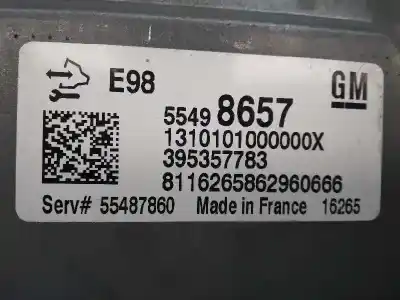 E98
GM
5549 8657
1310101000000X
395357783
8116265862960666
Serv# 55487860 Made in France 16265